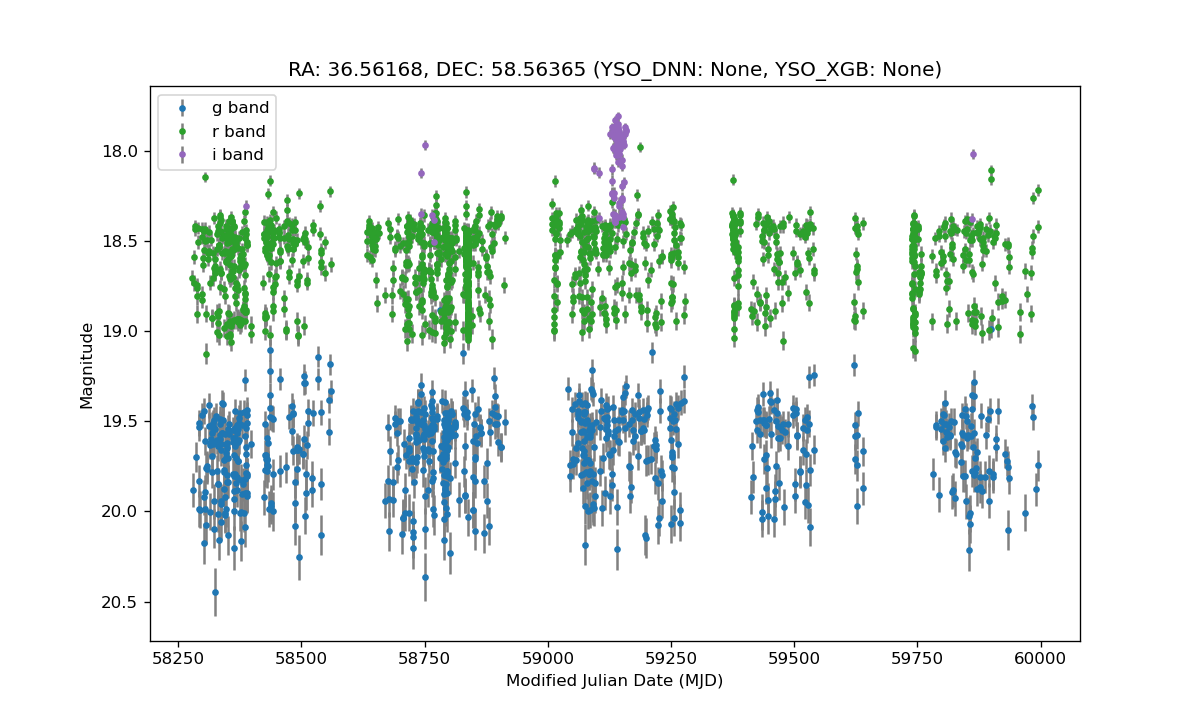 RA: 36.56168, DEC: 58.56365 (YSO_DNN: None, YSO_XGB: None)
g band
r band
i band
18.0
18.5
19.0
19.5
20.0
20.5
Magnitude
58250 58500 58750 59000 59250 59500 59750 60000
Modified Julian Date (MJD)